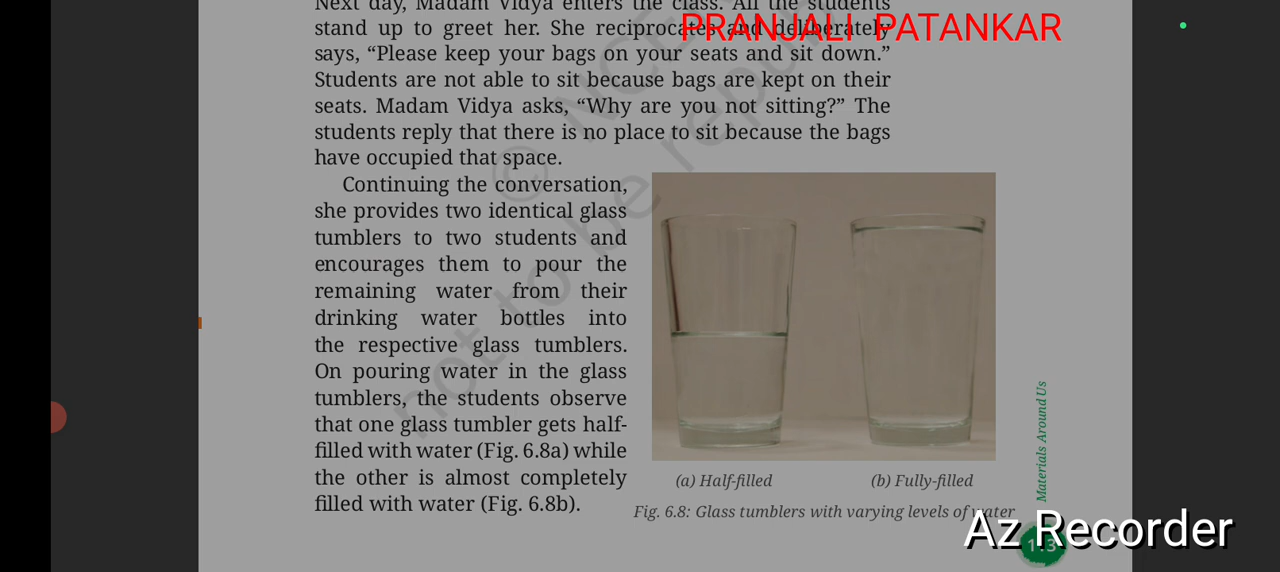 Next day, Madam Vidya enters the class. All the students
PRANJALI PATANKAR
stand up to greet her. She reciprocates and deliberately
says, “Please keep your bags on your seats and sit down.”
Students are not able to sit because bags are kept on their
seats. Madam Vidya asks, “Why are you not sitting?” The
students reply that there is no place to sit because the bags
have occupied that space.
Continuing the conversation,
she provides two identical glass
tumblers to two students and
encourages them to pour the
remaining water from their
drinking water bottles into
the respective glass tumblers.
On pouring water in the glass
tumblers, the students observe
that one glass tumbler gets half-
filled with water (Fig. 6.8a) while
the other is almost completely
filled with water (Fig. 6.8b).
(a) Half-filled
(b) Fully-filled
Fig. 6.8: Glass tumblers with varying levels of water
Materials Around Us
Az Recorder
© NCE
not to be repu